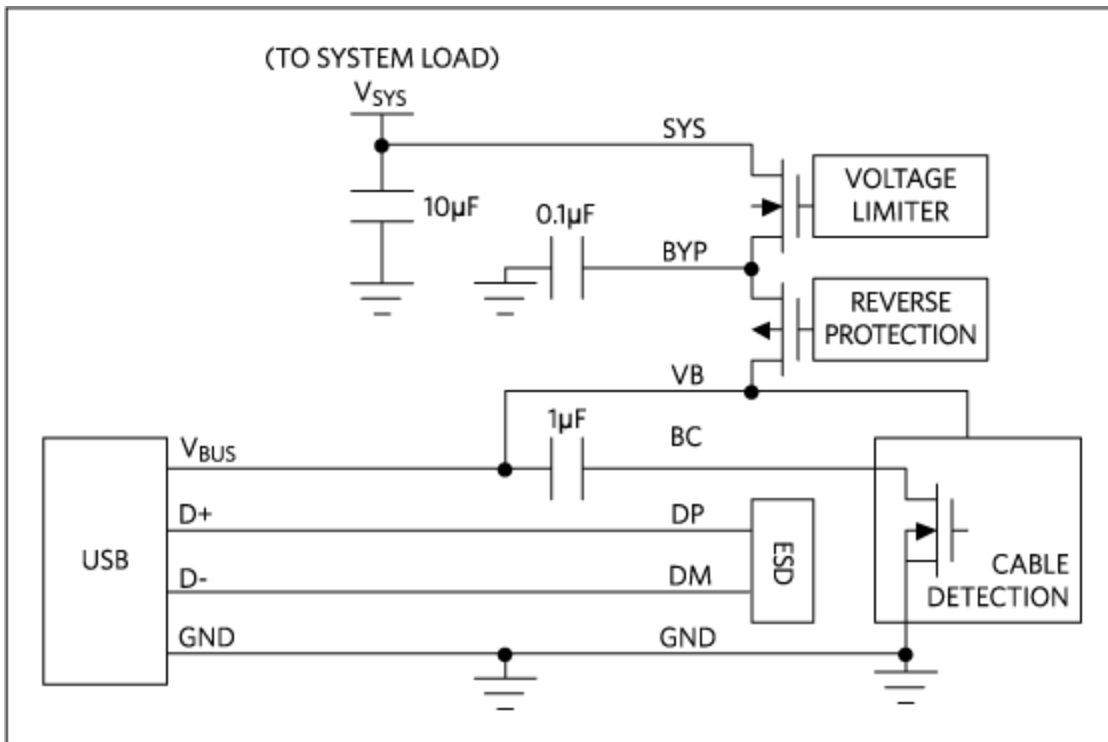 (TO SYSTEM LOAD)
VSYS
SYS
VOLTAGE
LIMITER
10µF
0.1µF
BYP
REVERSE
PROTECTION
VB
1µF
BC
VBUS
D+
DP
USB
ESD
D-
DM
CABLE
DETECTION
GND
GND